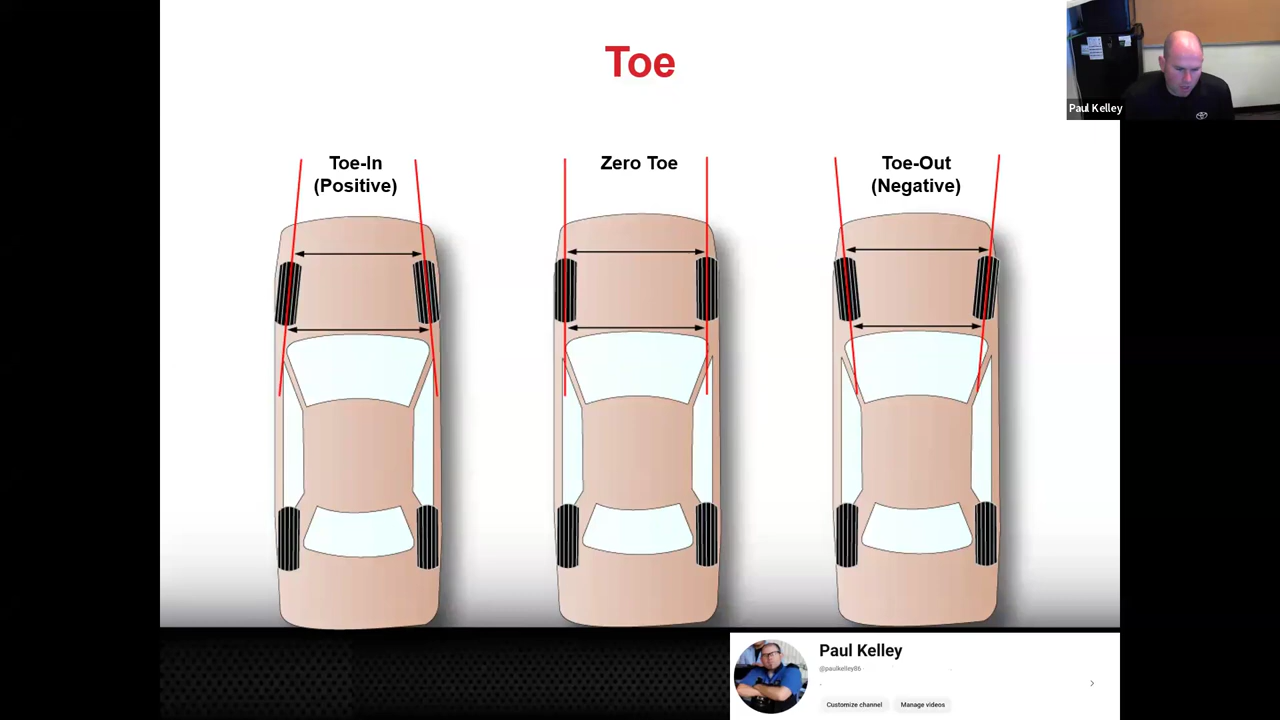 Toe
Paul Kelley
Toe-In
(Positive)
Zero Toe
Toe-Out
(Negative)
Paul Kelley
@paulkelley86
Customize channel
Manage videos